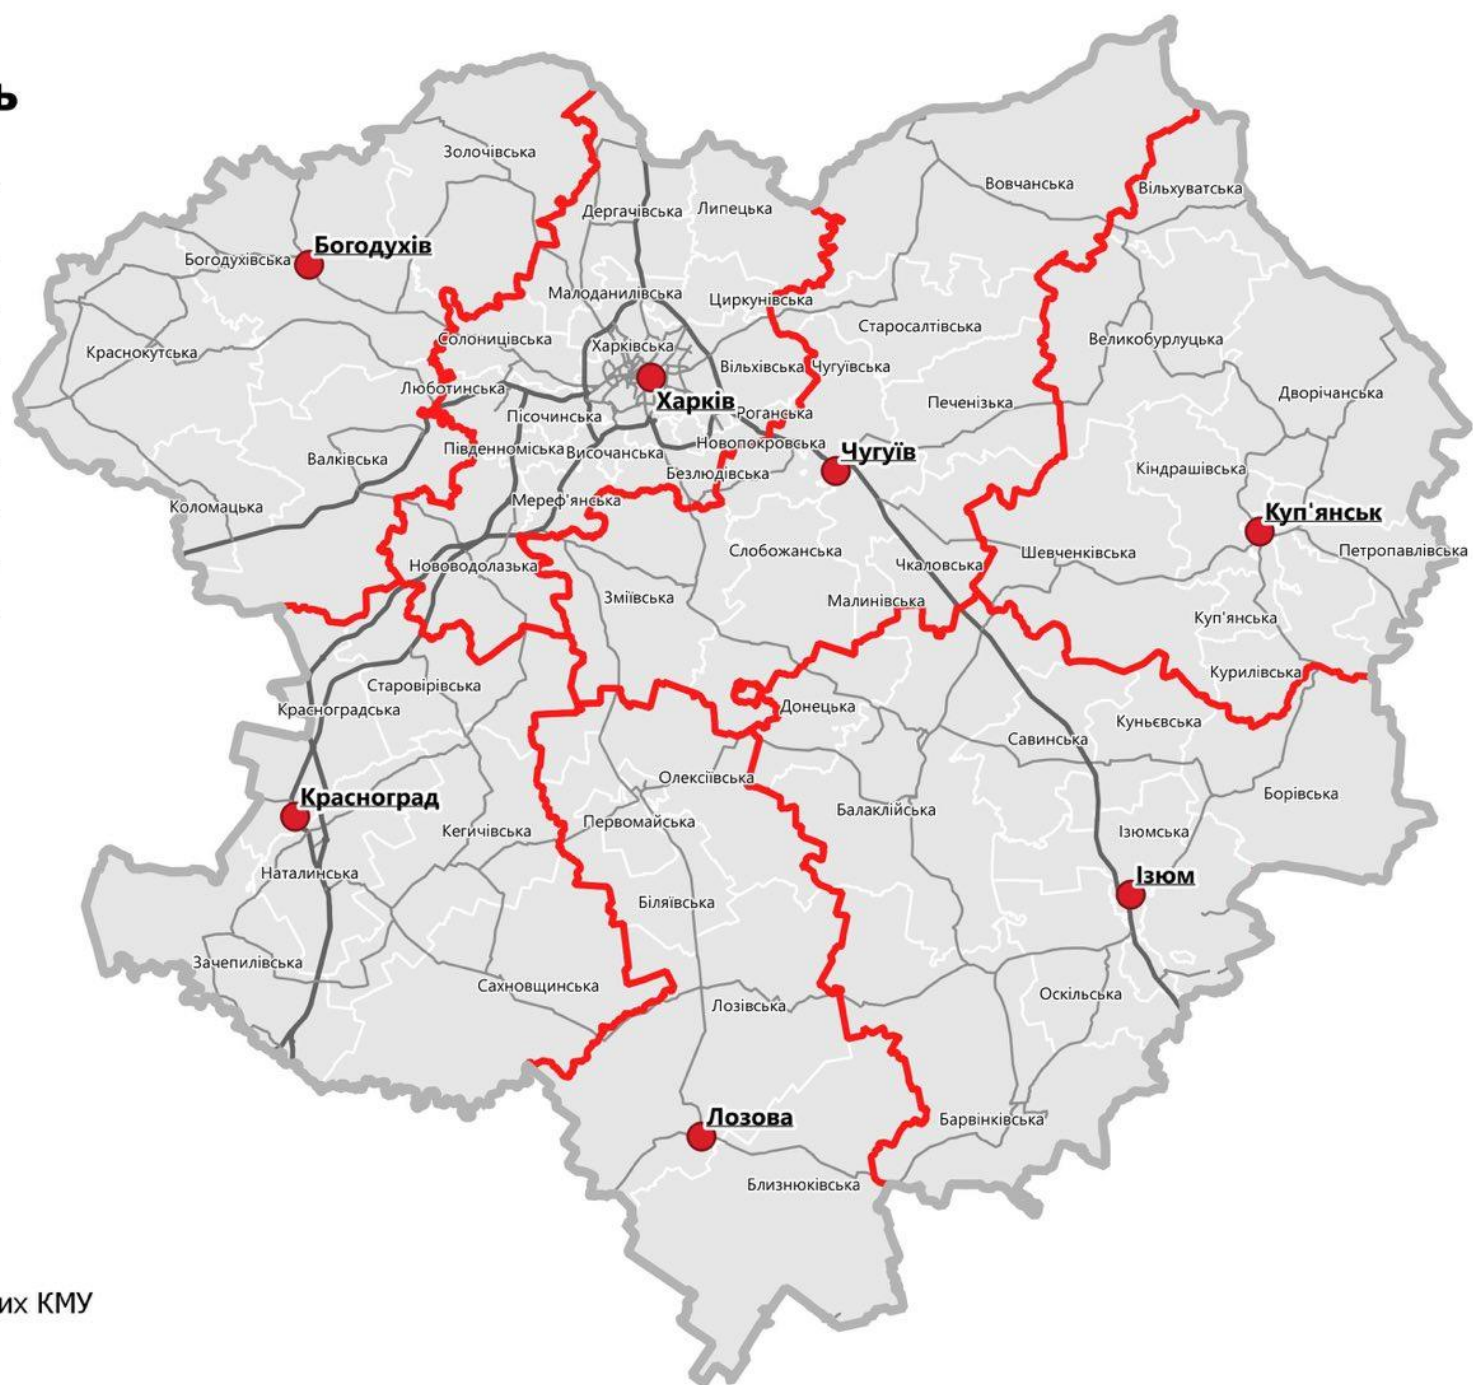 ь
Золочівська
Вовчанська
Вільхуватська
Дергачівська
Липецька
Богодухів
Богодухівська
Малоданилівська
Циркунівська
Старосалтівська
Солоницівська
Харківська
Великобурлуцька
Краснокутська
Вільхівська
Чугуївська
Люботинська
Харків
Печенізька
Дворічанська
Пісочинська
Роганська
Південноміська
Височанська
Новопокровська
Чугуїв
Валківська
Безлюдівська
Кіндрашівська
Коломацька
Мереф'янська
Куп'янськ
Слобожанська
Шевченківська
Петропавлівська
Нововодолазька
Чкаловська
Зміївська
Малинівська
Куп'янська
Старовірівська
Курилівська
Красноградська
Донецька
Куньєвська
Савинська
Олексіївська
Красноград
Балаклійська
Борівська
Кегичівська
Первомайська
Ізюмська
Наталинська
Ізюм
Біляївська
Зачепилівська
Сахновщинська
Оскільська
Лозівська
Лозова
Барвінківська
Близнюківська
их КМУ